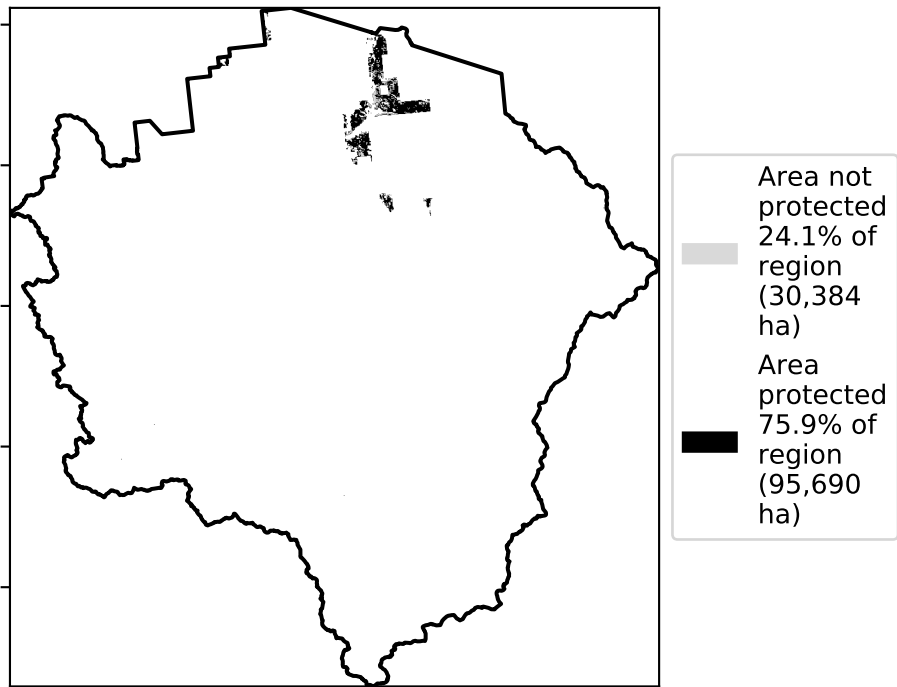 Area not
protected
24.1% of
region
(30,384
ha)
Area
protected
75.9% of
region
(95,690
ha)